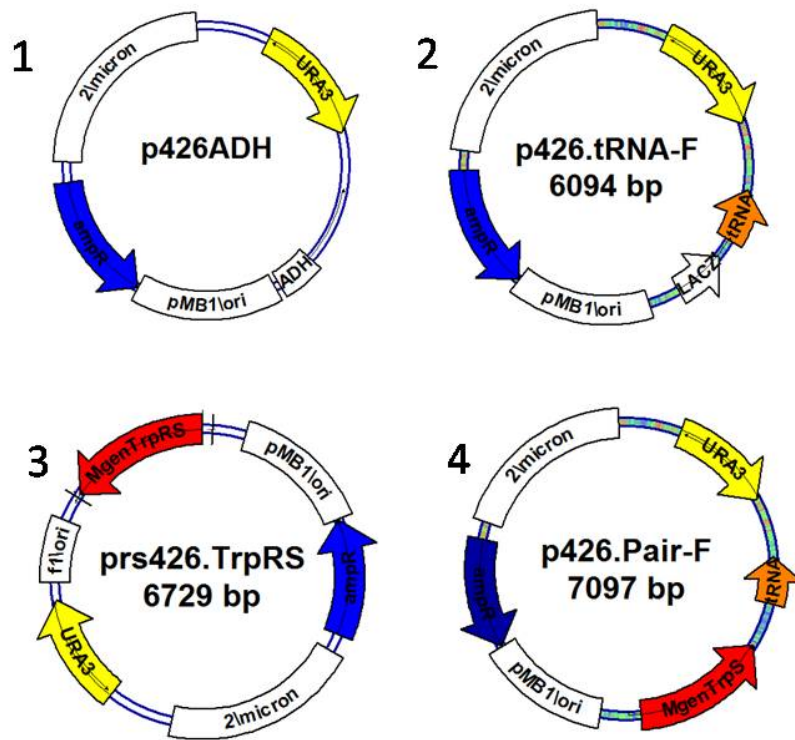 1
2\micron
URA3
p426ADH
ampR
pMB1\ori
ADH
2
2\micron
URA3
p426.tRNA-F
6094 bp
tRNA
LACZ
ampR
pMB1\ori
3
MgenTrpRS
pMB1\ori
f1\ori
prs426.TrpRS
6729 bp
ampR
URA3
2\micron
4
2\micron
URA3
p426.Pair-F
7097 bp
ampR
tRNA
pMB1\ori
MgenTrpS